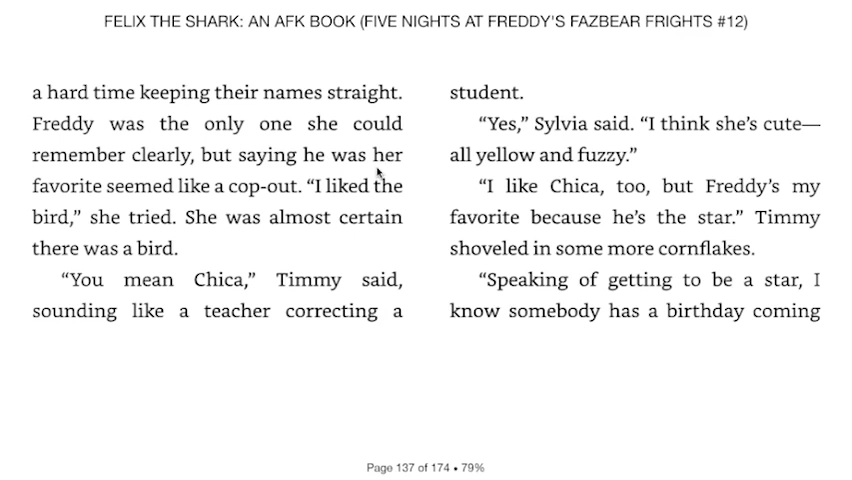 FELIX THE SHARK: AN AFK BOOK (FIVE NIGHTS AT FREDDY'S FAZBEAR FRIGHTS #12)
a hard time keeping their names straight.
Freddy was the only one she could
remember clearly, but saying he was her
favorite seemed like a cop-out. “I liked the
bird,” she tried. She was almost certain
there was a bird.
“You mean Chica,” Timmy said,
sounding like a teacher correcting a
student.
“Yes,” Sylvia said. “I think she’s cute—
all yellow and fuzzy.”
“I like Chica, too, but Freddy’s my
favorite because he’s the star.” Timmy
shoveled in some more cornflakes.
“Speaking of getting to be a star, I
know somebody has a birthday coming
Page 137 of 174 • 79%